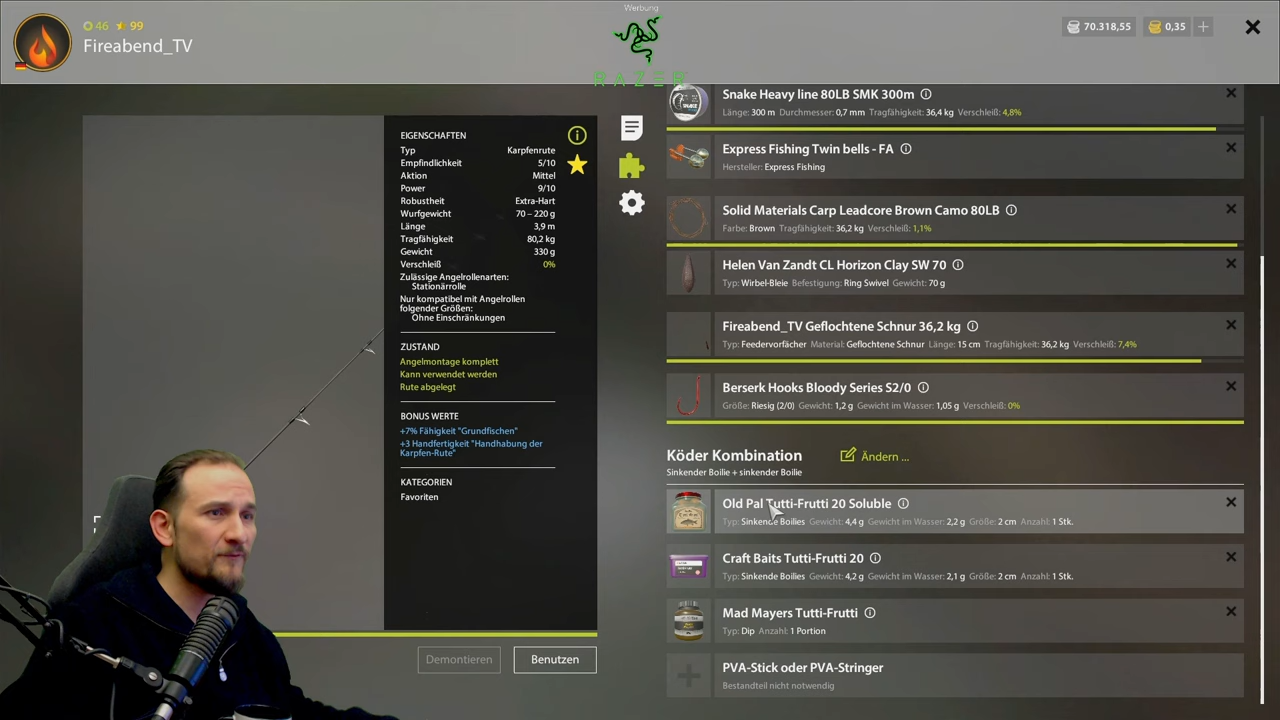 Werbung
46 99
Fireabend_TV
RAZER
70.318,55
0,35
EIGENSCHAFTEN
Typ Karpfenrute
Empfindlichkeit 5/10
Aktion Mittel
Power 9/10
Robustheit Extra-Hart
Wurfgewicht 70 – 220 g
Länge 3,9 m
Tragfähigkeit 80,2 kg
Gewicht 330 g
Verschleiß 0%
Zulässige Angelrollenarten:
Stationärrolle
Nur kompatibel mit Angelrollen
folgender Größen:
Ohne Einschränkungen
ZUSTAND
Angelmontage komplett
Kann verwendet werden
Rute abgelegt
BONUS WERTE
+7% Fähigkeit "Grundfischen"
+3 Handfertigkeit "Handhabung der
Karpfen-Rute"
KATEGORIEN
Favoriten
Demontieren
Benutzen
Snake Heavy line 80LB SMK 300m
Länge: 300 m Durchmesser: 0,7 mm Tragfähigkeit: 36,4 kg Verschleiß: 4,8%
Express Fishing Twin bells - FA
Hersteller: Express Fishing
Solid Materials Carp Leadcore Brown Camo 80LB
Farbe: Brown Tragfähigkeit: 36,2 kg Verschleiß: 1,1%
Helen Van Zandt CL Horizon Clay SW 70
Typ: Wirbel-Bleie Befestigung: Ring Swivel Gewicht: 70 g
Fireabend_TV Geflochtene Schnur 36,2 kg
Typ: Feedervorfächer Material: Geflochtene Schnur Länge: 15 cm Tragfähigkeit: 36,2 kg Verschleiß: 7,4%
Berserk Hooks Bloody Series S2/0
Größe: Riesig (2/0) Gewicht: 1,2 g Gewicht im Wasser: 1,05 g Verschleiß: 0%
Köder Kombination
Ändern ...
Sinkender Boilie + sinkender Boilie
Old Pal Tutti-Frutti 20 Soluble
Typ: Sinkende Boilies Gewicht: 4,4 g Gewicht im Wasser: 2,2 g Größe: 2 cm Anzahl: 1 Stk.
Craft Baits Tutti-Frutti 20
Typ: Sinkende Boilies Gewicht: 4,2 g Gewicht im Wasser: 2,1 g Größe: 2 cm Anzahl: 1 Stk.
Mad Mayers Tutti-Frutti
Typ: Dip Anzahl: 1 Portion
PVA-Stick oder PVA-Stringer
Bestandteil nicht notwendig